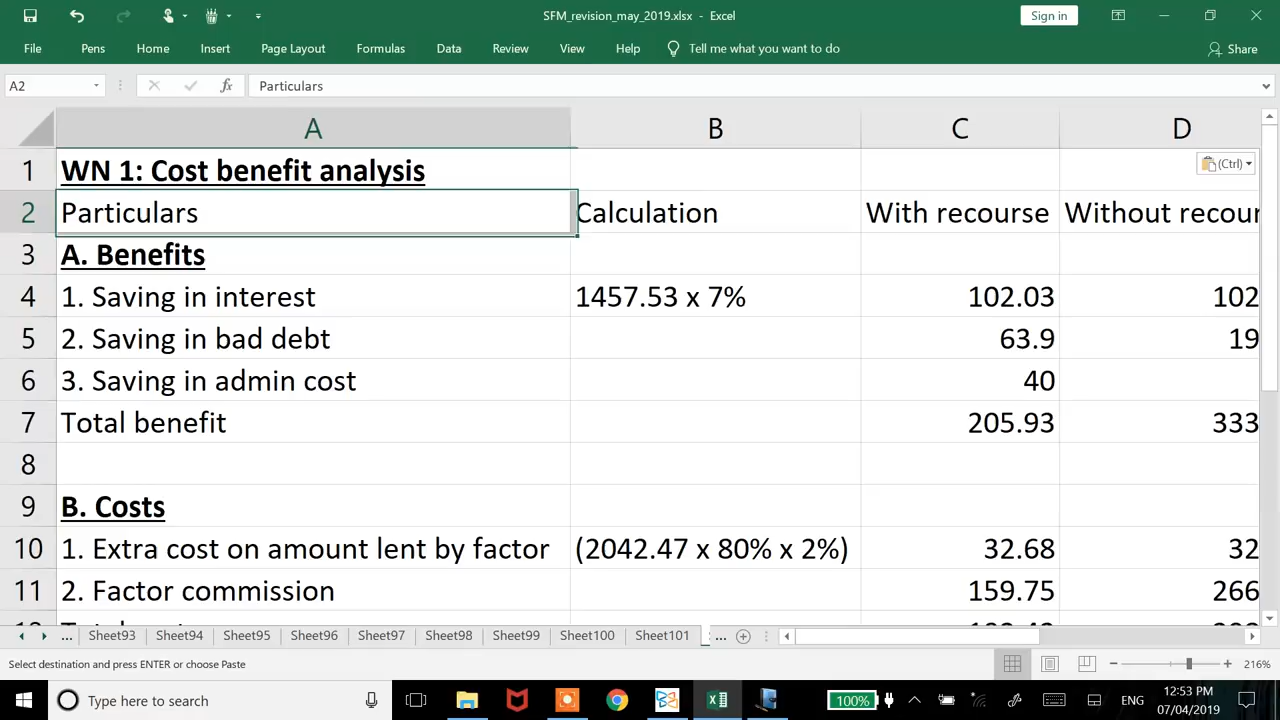 SFM_revision_may_2019.xlsx - Excel
Sign in
File Pens Home Insert Page Layout Formulas Data Review View Help Tell me what you want to do Share
A2 fx Particulars
A B C D
1 WN 1: Cost benefit analysis (Ctrl)
2 Particulars Calculation With recourse Without recour
3 A. Benefits
4 1. Saving in interest 1457.53 x 7% 102.03 102
5 2. Saving in bad debt 63.9 19
6 3. Saving in admin cost 40
7 Total benefit 205.93 333
8
9 B. Costs
10 1. Extra cost on amount lent by factor (2042.47 x 80% x 2%) 32.68 32
11 2. Factor commission 159.75 266
... Sheet93 Sheet94 Sheet95 Sheet96 Sheet97 Sheet98 Sheet99 Sheet100 Sheet101 ...
Select destination and press ENTER or choose Paste 216%
Type here to search 100% ENG 12:53 PM
07/04/2019